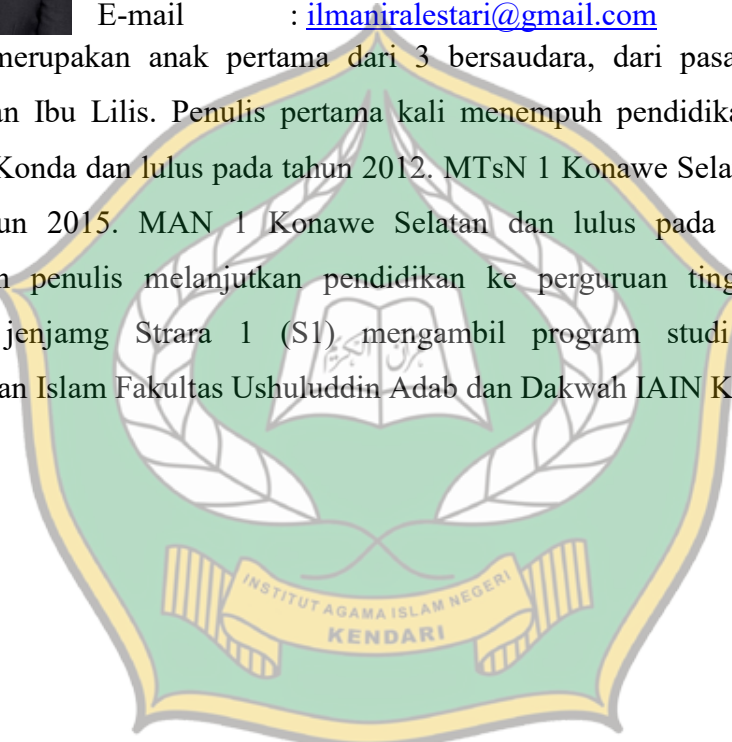 E-mail : ilmaniralestari@gmail.com
merupakan anak pertama dari 3 bersaudara, dari pasa
an Ibu Lilis. Penulis pertama kali menempuh pendidika
Konda dan lulus pada tahun 2012. MTsN 1 Konawe Sela
un 2015. MAN 1 Konawe Selatan dan lulus pada
n penulis melanjutkan pendidikan ke perguruan ting
jenjamg Strara 1 (S1) mengambil program studi
an Islam Fakultas Ushuluddin Adab dan Dakwah IAIN K
INSTITUT AGAMA ISLAM NEGERI
KENDARI